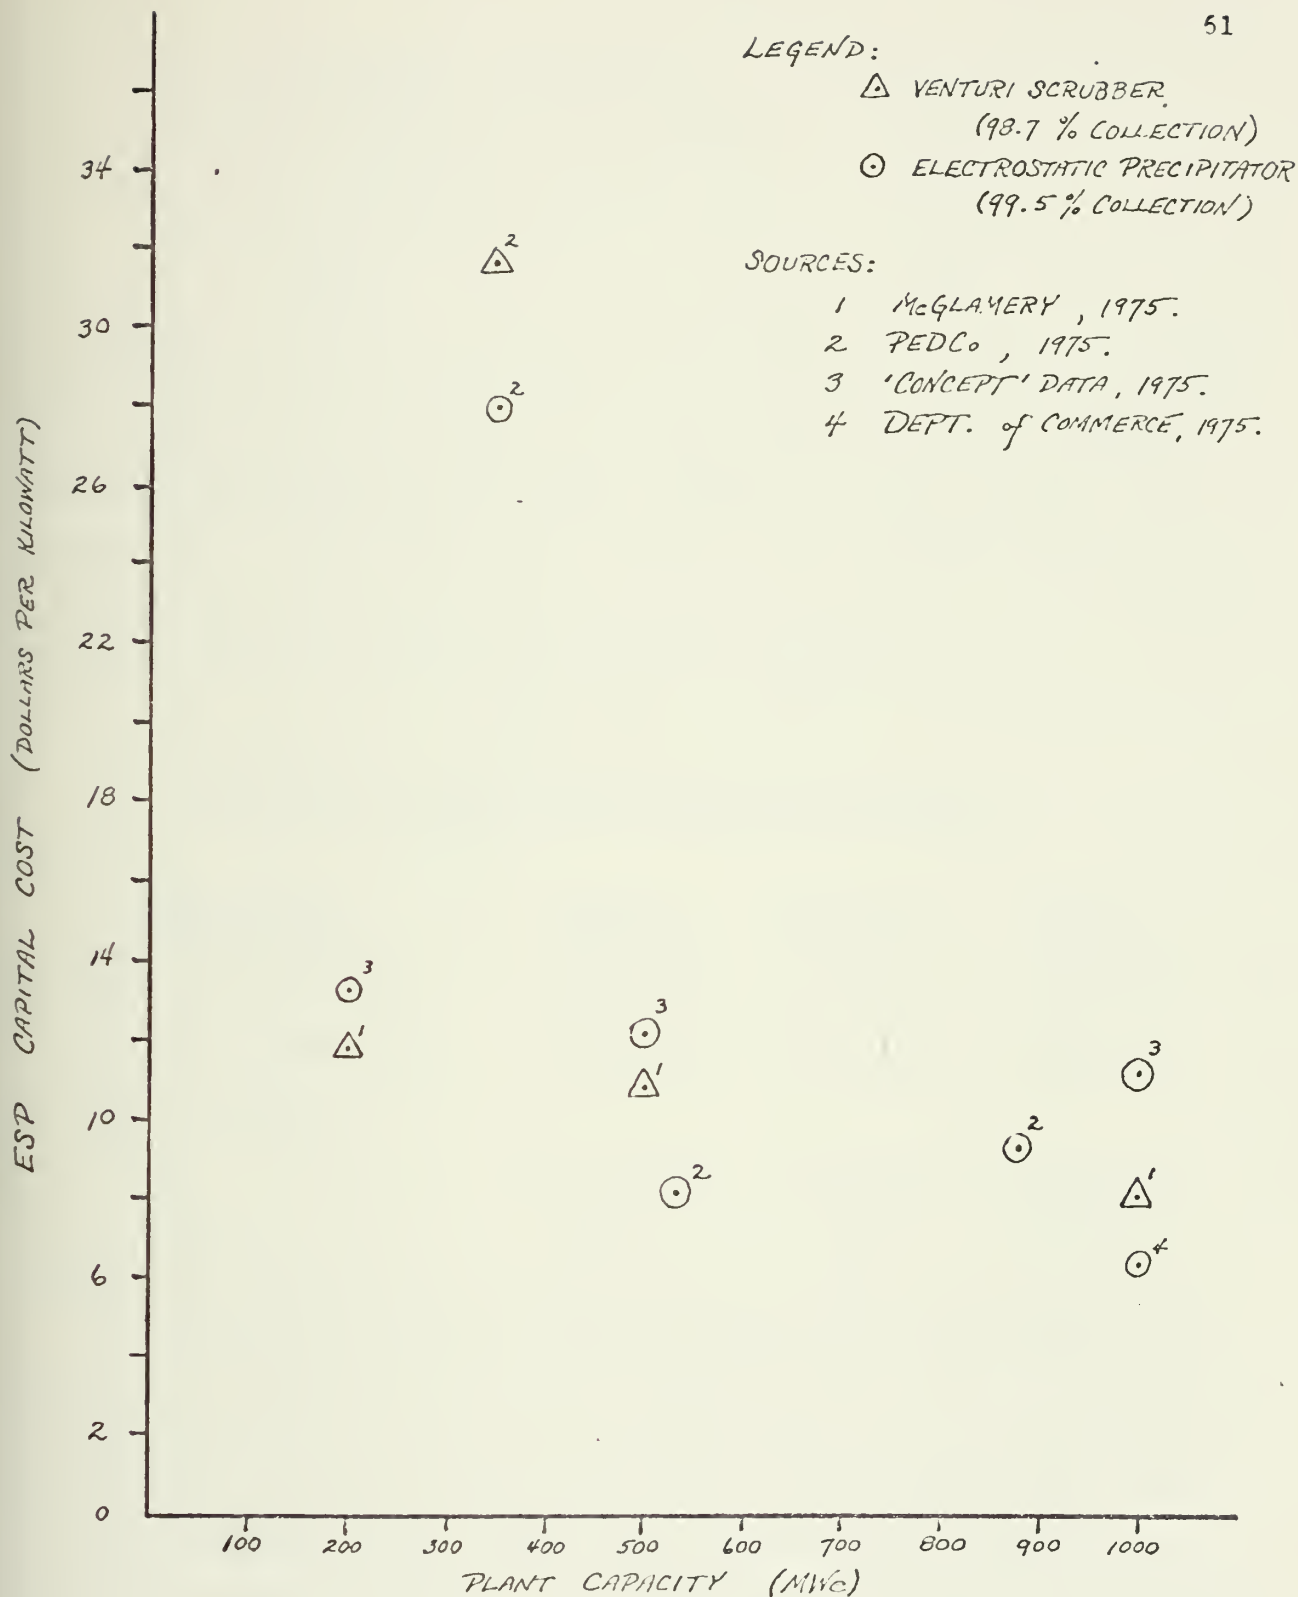 51
LEGEND:
VENTURI SCRUBBER
(98.7 % COLLECTION)
ELECTROSTATIC PRECIPITATOR
(99.5 % COLLECTION)
SOURCES:
1 McGLAMERY, 1975.
2 PEDCo, 1975.
3 'CONCEPT' DATA, 1975.
4 DEPT. of COMMERCE, 1975.
ESP CAPITAL COST (DOLLARS PER KILOWATT)
34
30
26
22
18
14
10
6
2
0
2
2
3
1
3
1
2
2
3
1
4
100 200 300 400 500 600 700 800 900 1000
PLANT CAPACITY (MWe)